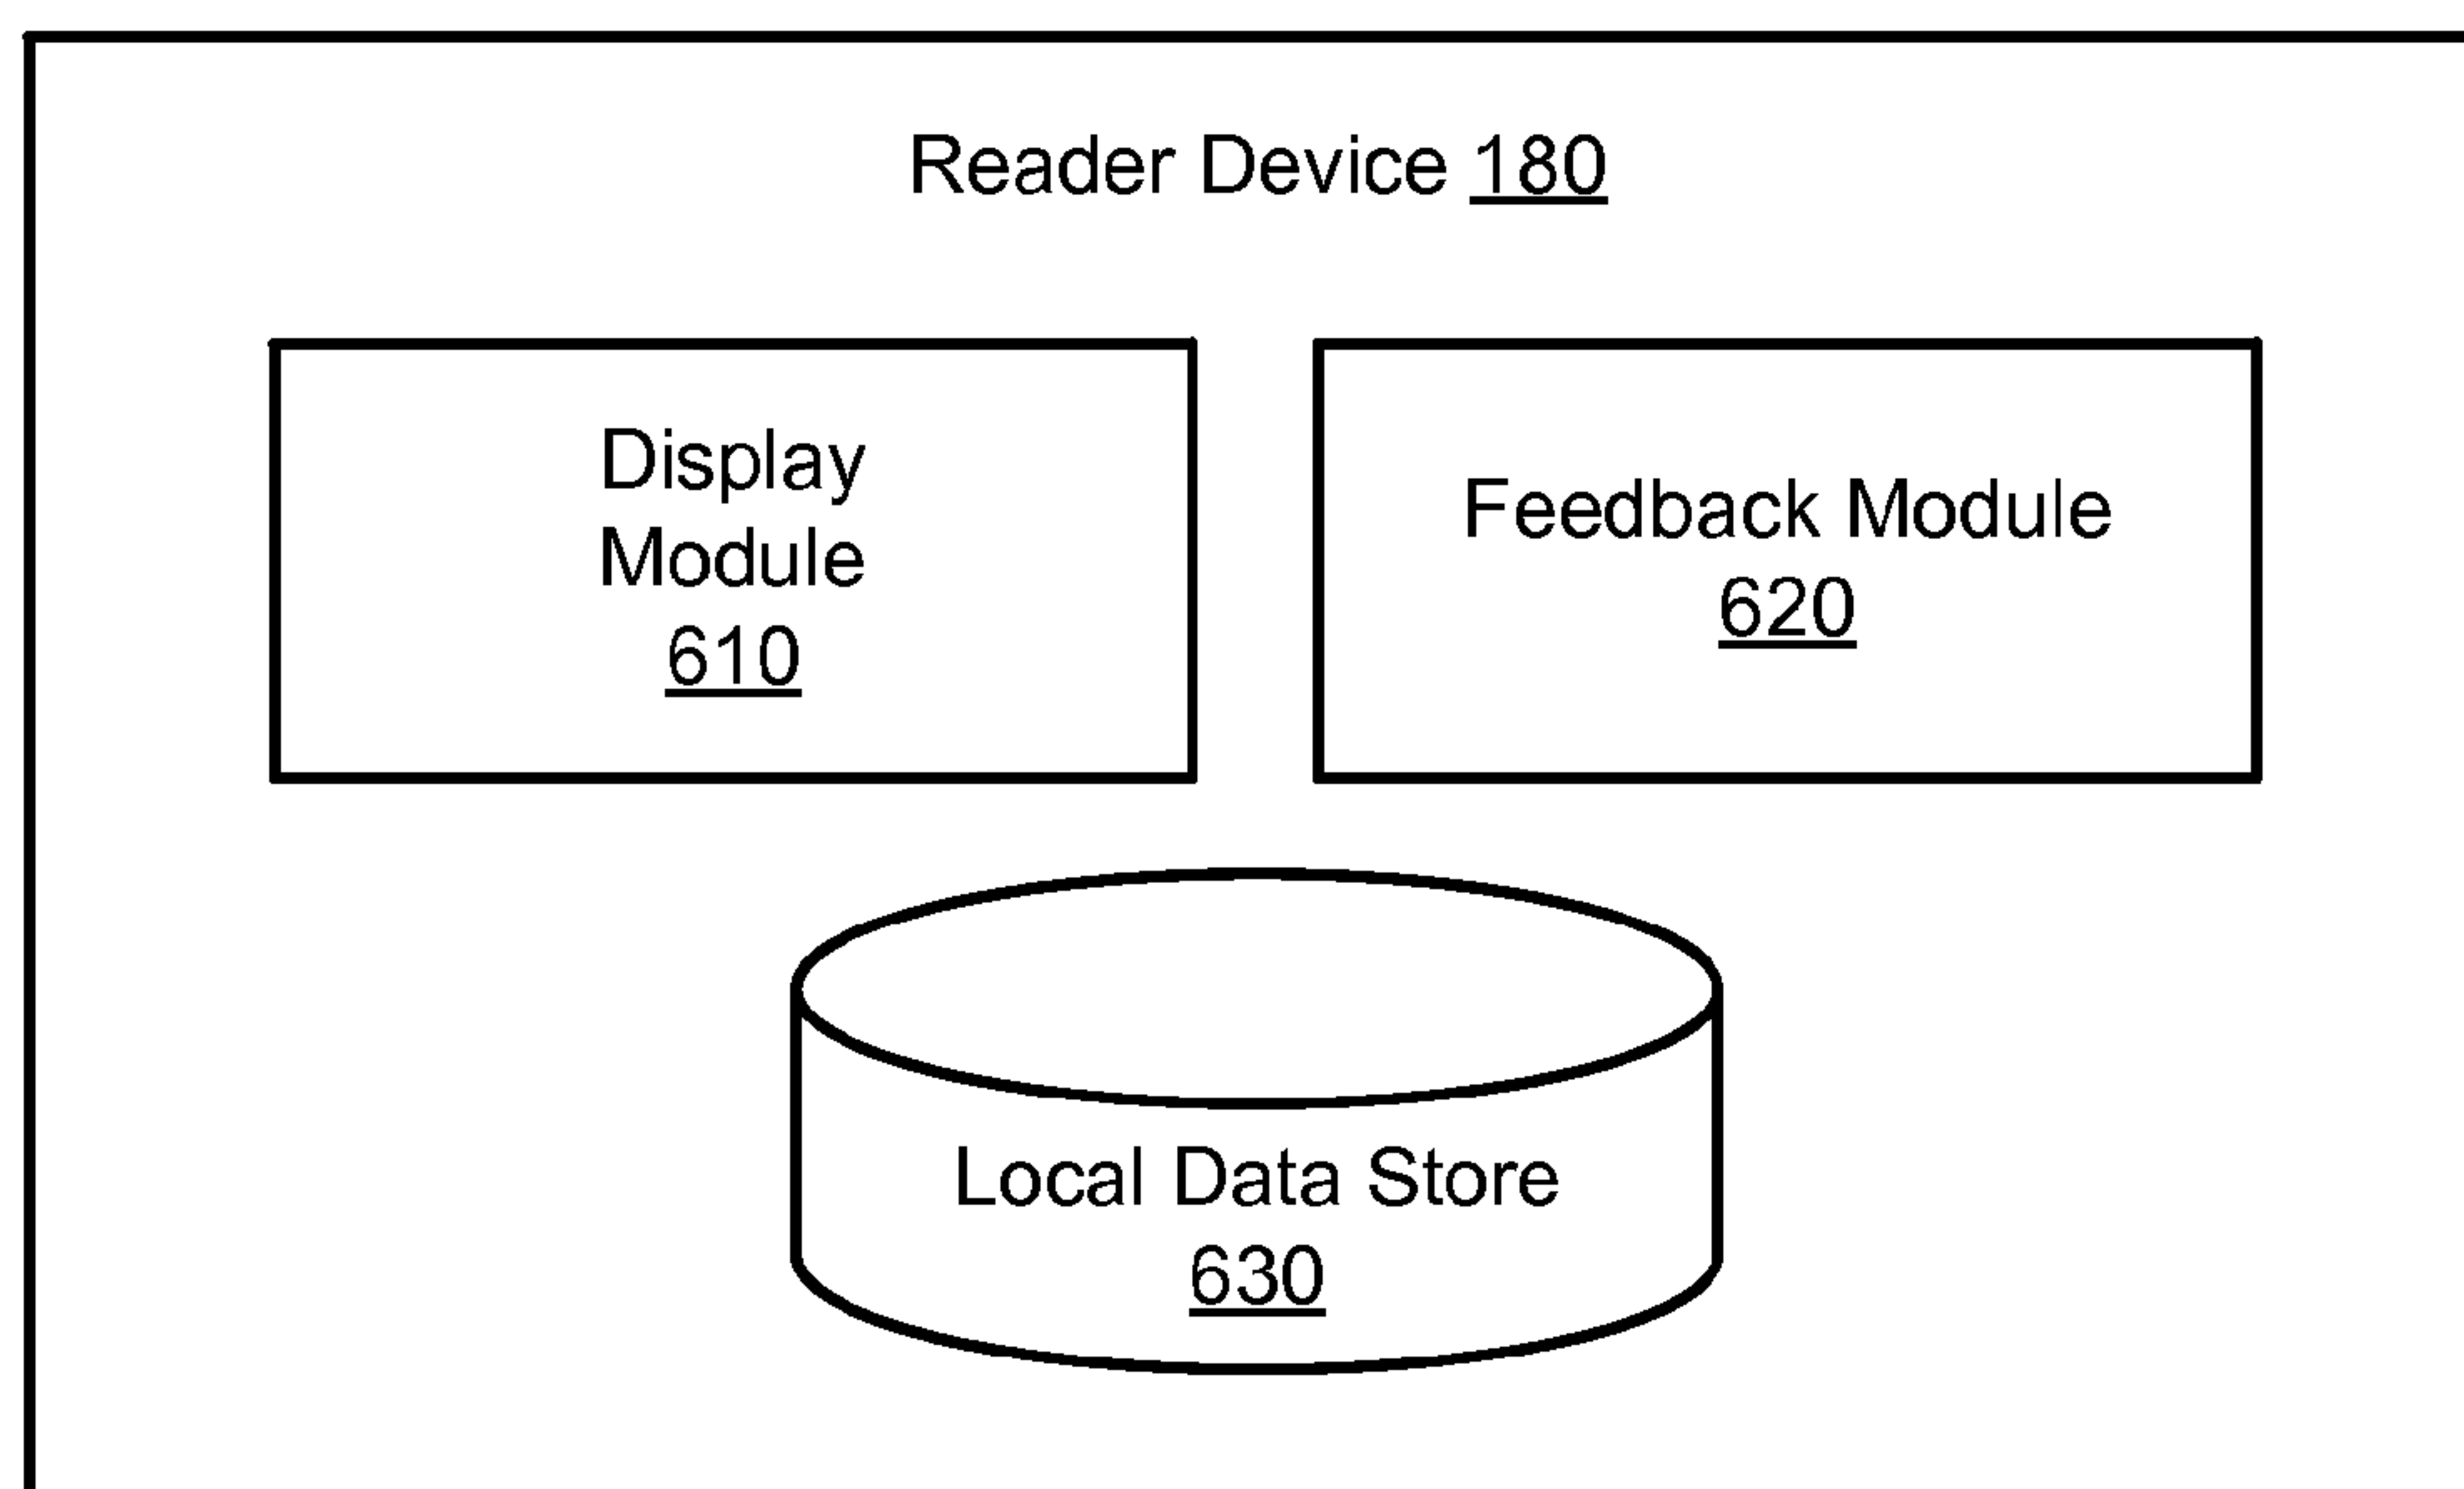 Reader Device 180
Display
Module
610
Feedback Module
620
Local Data Store
630